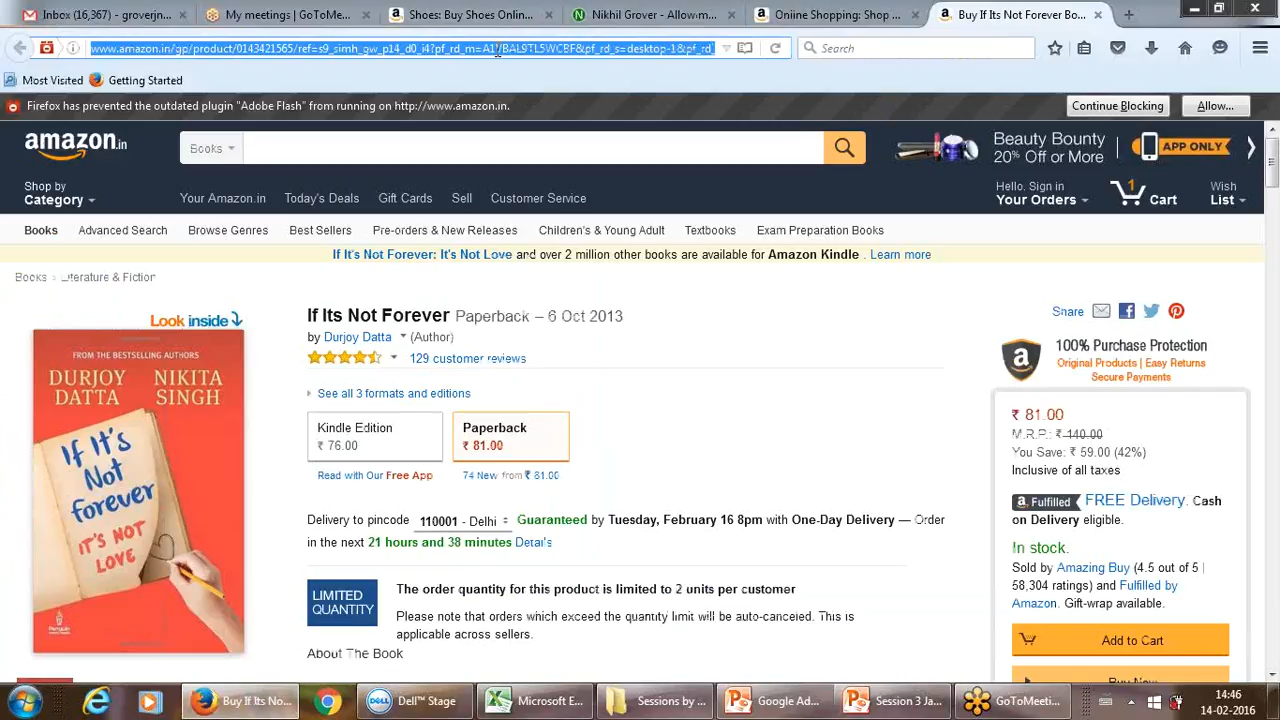 Inbox (16,367) - groverjn...
My meetings | GoToMe...
Shoes: Buy Shoes Onlin...
Nikhil Grover - Allow-m...
Online Shopping: Shop ...
Buy If Its Not Forever Bo...
Search
Most Visited
Getting Started
Firefox has prevented the outdated plugin "Adobe Flash" from running on http://www.amazon.in.
Continue Blocking
Allow...
amazon.in
Books
Beauty Bounty
20% Off or More
APP ONLY
Shop by
Category
Your Amazon.in
Today's Deals
Gift Cards
Sell
Customer Service
Hello. Sign in
Your Orders
1
Cart
Wish
List
Books
Advanced Search
Browse Genres
Best Sellers
Pre-orders & New Releases
Children's & Young Adult
Textbooks
Exam Preparation Books
If It's Not Forever: It's Not Love and over 2 million other books are available for Amazon Kindle . Learn more
Books › Literature & Fiction
Look inside
FROM THE BESTSELLING AUTHORS
DURJOY DATTA
NIKITA SINGH
If It's
Not
forever
IT'S NOT
LOVE
If Its Not Forever Paperback – 6 Oct 2013
by Durjoy Datta (Author)
129 customer reviews
See all 3 formats and editions
Kindle Edition
₹ 76.00
Paperback
₹ 81.00
Read with Our Free App
74 New from ₹ 81.00
Delivery to pincode 110001 - Delhi Guaranteed by Tuesday, February 16 8pm with One-Day Delivery — Order
in the next 21 hours and 38 minutes Details
LIMITED
QUANTITY
The order quantity for this product is limited to 2 units per customer
Please note that orders which exceed the quantity limit will be auto-canceled. This is
applicable across sellers.
About The Book
Share
100% Purchase Protection
Original Products | Easy Returns
Secure Payments
₹ 81.00
M.R.P.: ₹ 140.00
You Save: ₹ 59.00 (42%)
Inclusive of all taxes
Fulfilled FREE Delivery. Cash
on Delivery eligible.
In stock.
Sold by Amazing Buy (4.5 out of 5 |
58,304 ratings) and Fulfilled by
Amazon. Gift-wrap available.
Add to Cart
Buy Now
Buy If Its No...
Dell™ Stage
Microsoft E...
Sessions by ...
Google Ad...
Session 3 Ja...
GoToMeeti...
14:46
14-02-2016